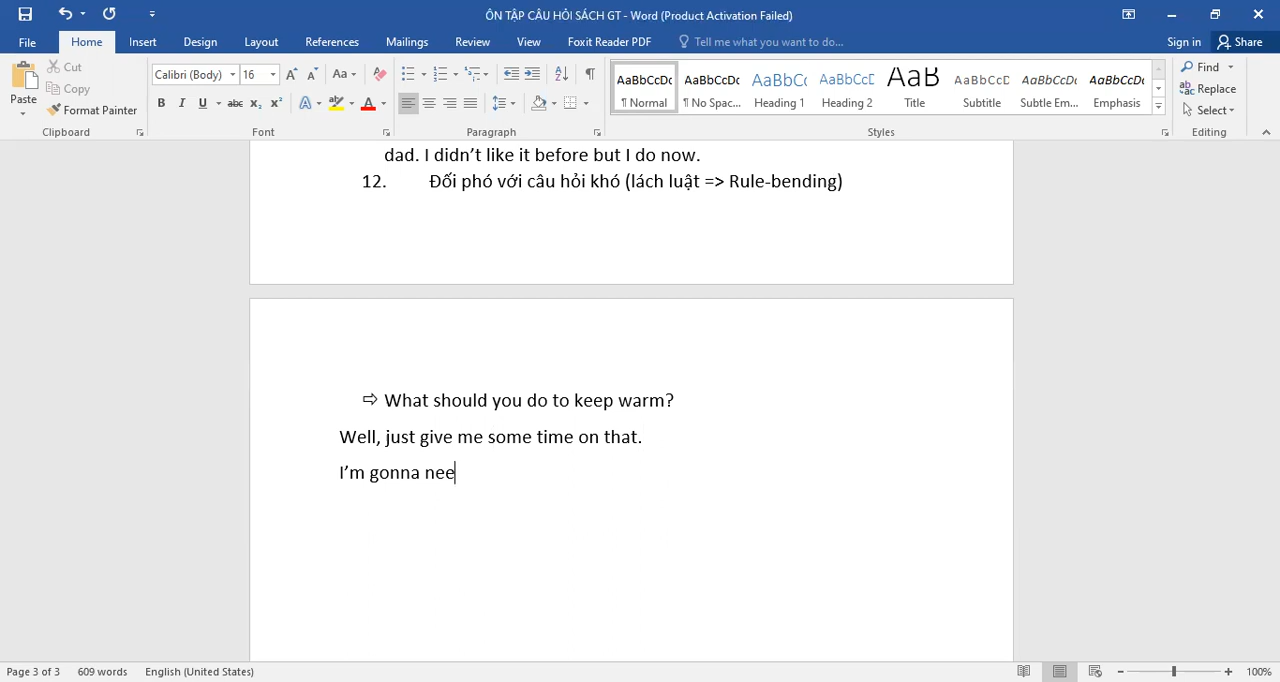 ÔN TẬP CÂU HỎI SÁCH GT - Word (Product Activation Failed)
File Home Insert Design Layout References Mailings Review View Foxit Reader PDF Tell me what you want to do... Sign in Share
Paste Cut Copy Format Painter
Calibri (Body) 16 Aa
B I U abc X₂ X² A A
AaBbCcDc ¶ Normal AaBbCcDc ¶ No Spac... AaBbCc Heading 1 AaBbCcD Heading 2 AaB Title AaBbCcD Subtitle AaBbCcDc Subtle Em... AaBbCcDc Emphasis
Find Replace Select
Clipboard Font Paragraph Styles Editing
dad. I didn’t like it before but I do now.
12. Đối phó với câu hỏi khó (lách luật => Rule-bending)
⇨ What should you do to keep warm?
Well, just give me some time on that.
I’m gonna nee
Page 3 of 3 609 words English (United States) 100%